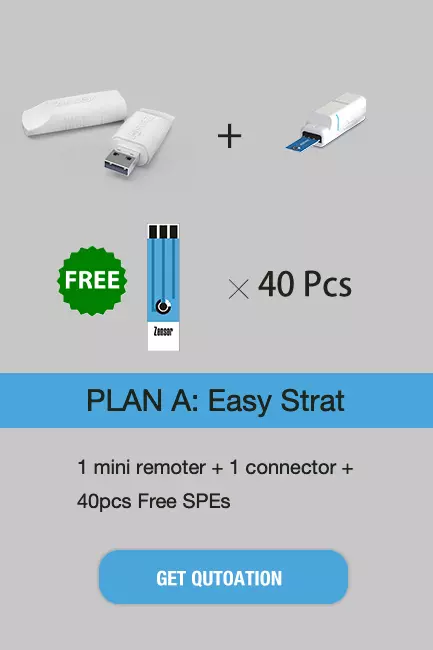 +
FREE
Zensor
× 40 Pcs
PLAN A: Easy Strat
1 mini remoter + 1 connector +
40pcs Free SPEs
GET QUTOATION